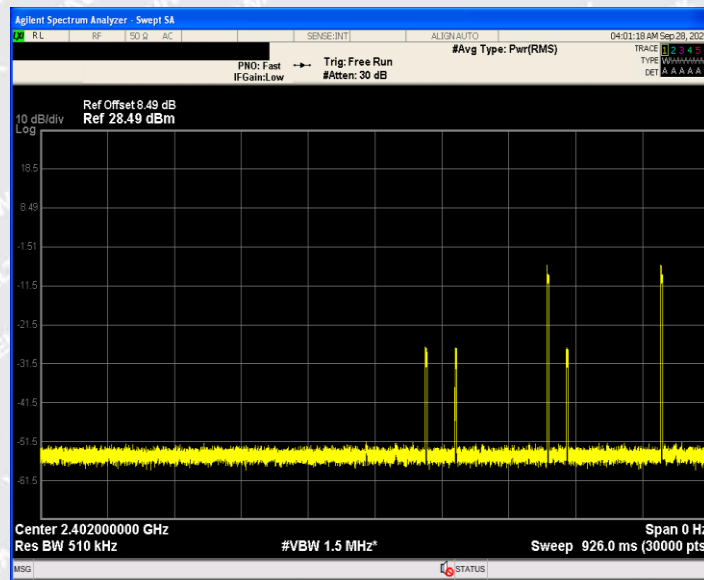 Agilent Spectrum Analyzer - Swept SA
RL RF 50 Ω AC SENSE:INT ALIGN AUTO 04:01:18 AM Sep 28, 202
#Avg Type: Pwr(RMS) TRACE 1 2 3 4 5
PNO: Fast Trig: Free Run TYPE
IFGain:Low #Atten: 30 dB DET A A A A A
Ref Offset 8.49 dB
10 dB/div Ref 28.49 dBm
Log
18.5
8.49
-1.51
-11.5
-21.5
-31.5
-41.5
-51.5
-61.5
Center 2.402000000 GHz Span 0 Hz
Res BW 510 kHz #VBW 1.5 MHz* Sweep 926.0 ms (30000 pts
MSG STATUS